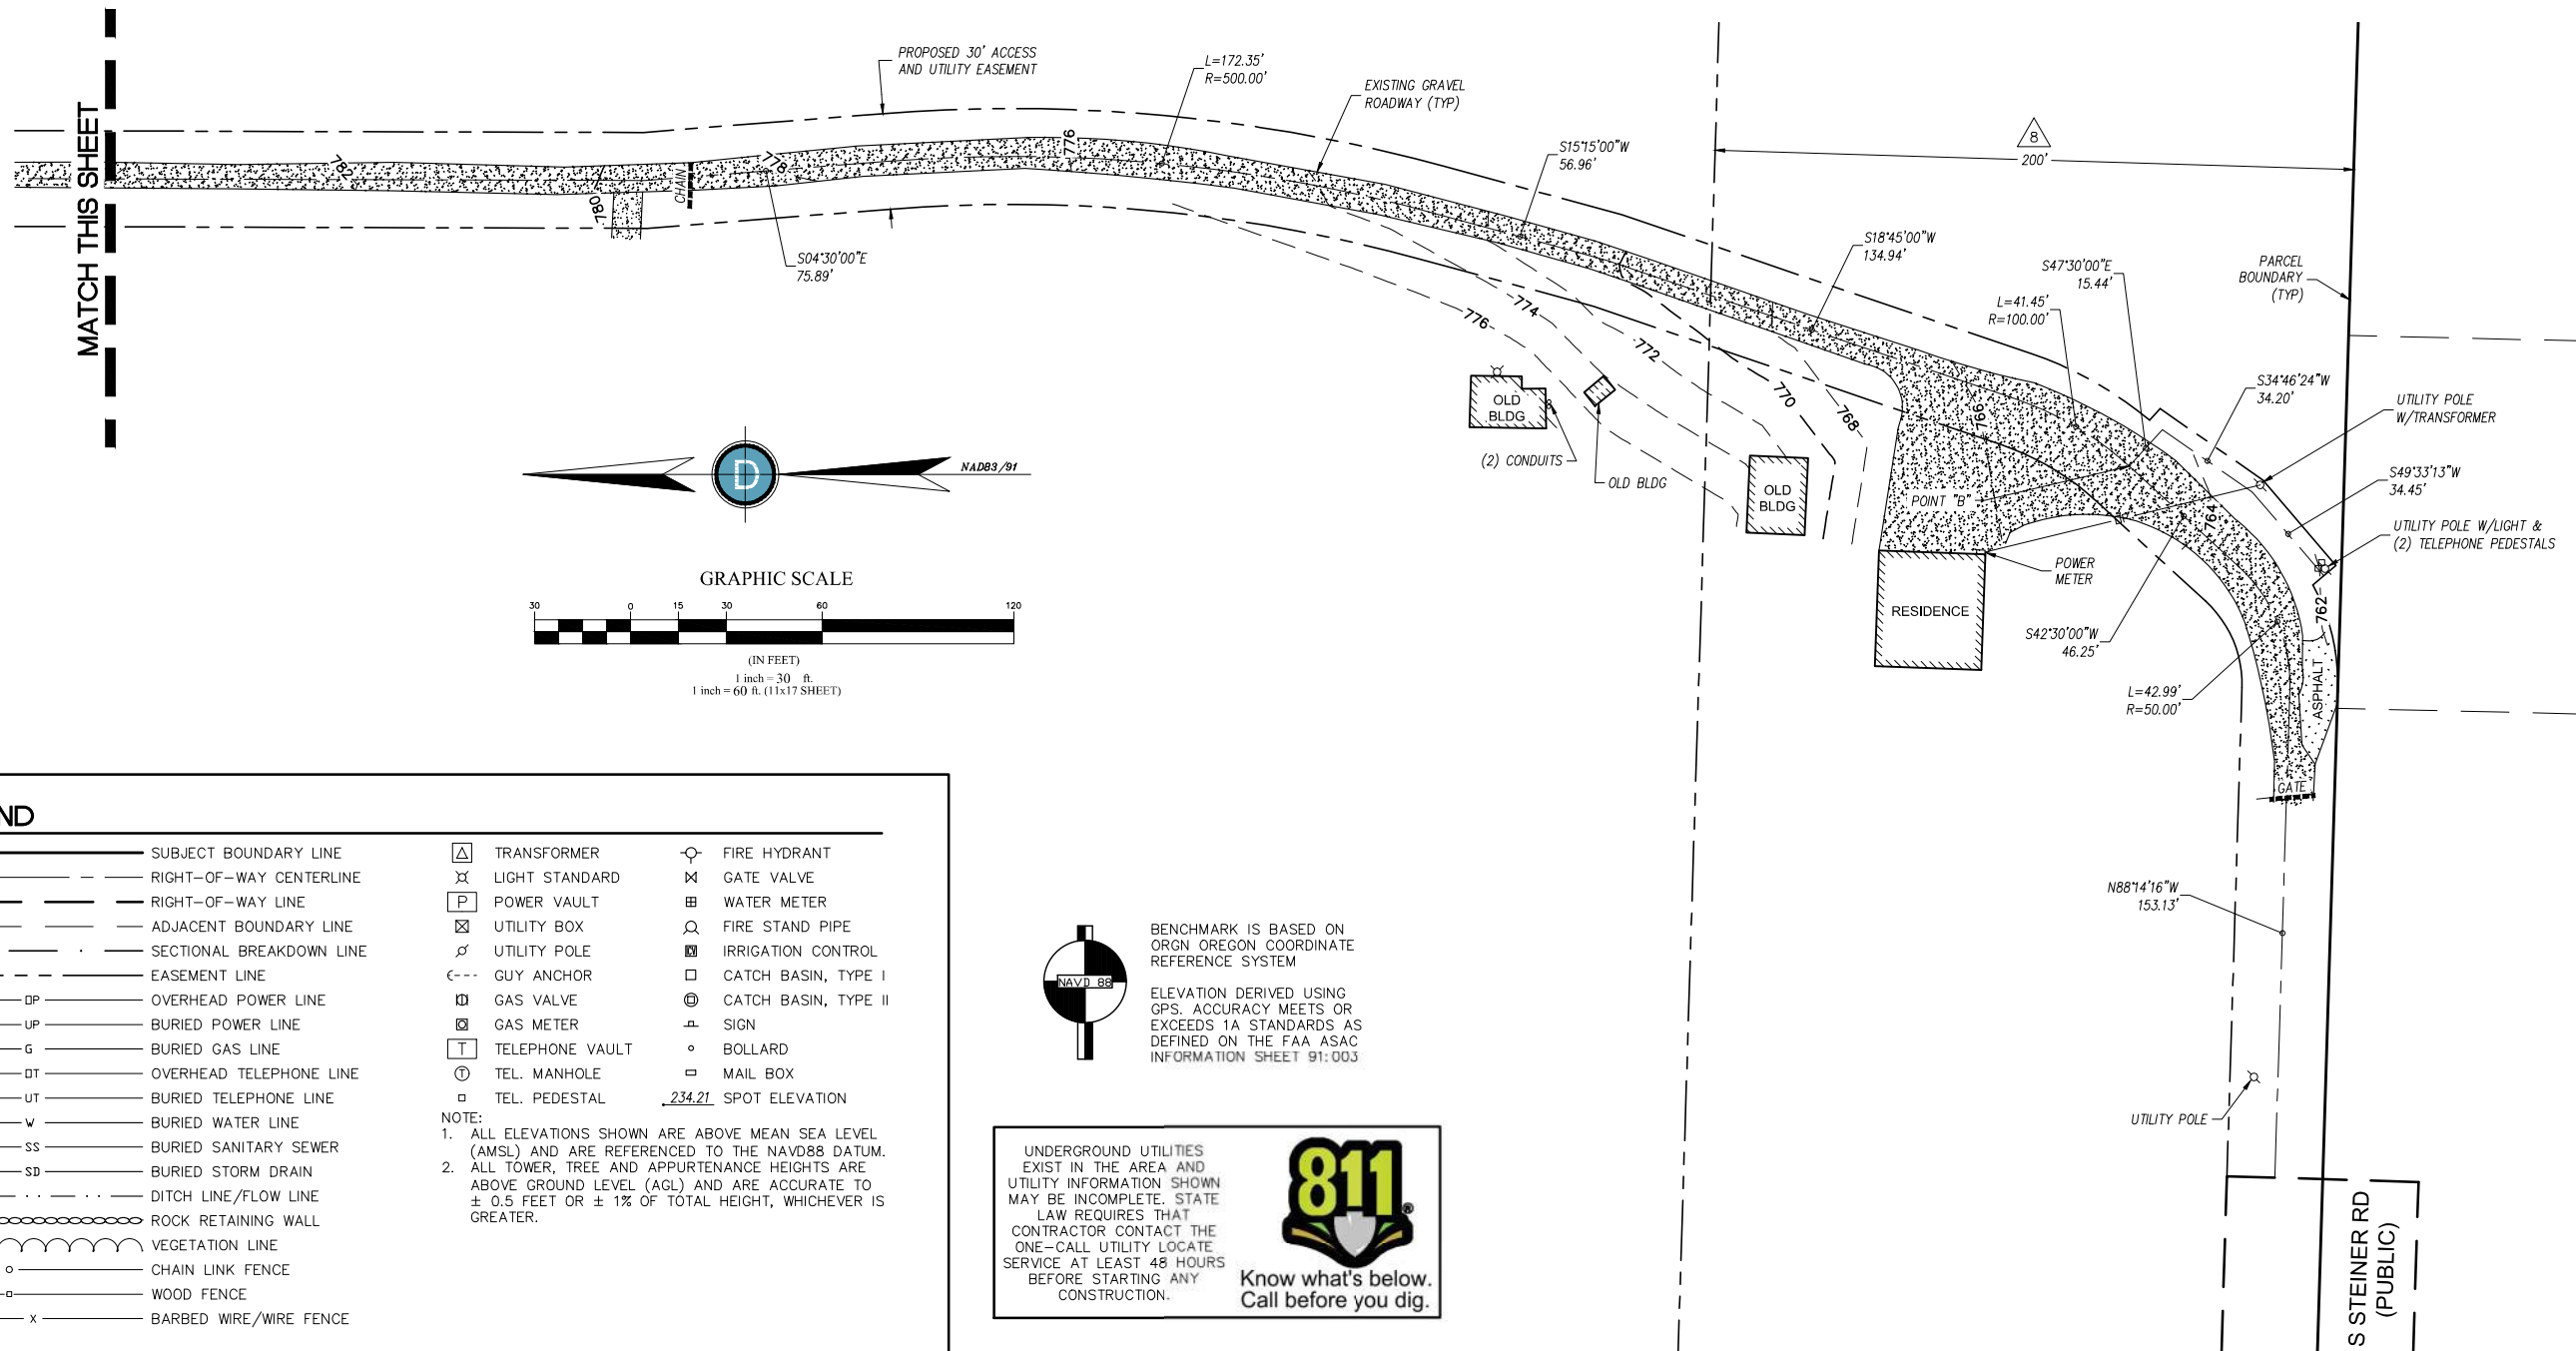 MATCH THIS SHEET
PROPOSED 30' ACCESS
AND UTILITY EASEMENT
L=172.35'
R=500.00'
EXISTING GRAVEL
ROADWAY (TYP)
S15°15'00"W
56.96'
8
200'
S18°45'00"W
134.94'
S47°30'00"E
15.44'
PARCEL
BOUNDARY
(TYP)
L=41.45'
R=100.00'
782
780
CHAIN
778
776
S04°30'00"E
75.89'
776
774
772
770
768
766
764
762
S34°46'24"W
34.20'
UTILITY POLE
W/TRANSFORMER
S49°33'13"W
34.45'
UTILITY POLE W/LIGHT &
(2) TELEPHONE PEDESTALS
OLD
BLDG
(2) CONDUITS
OLD BLDG
OLD
BLDG
POINT "B"
POWER
METER
RESIDENCE
S42°30'00"W
46.25'
L=42.99'
R=50.00'
ASPHALT
GATE
N88°14'16"W
153.13'
UTILITY POLE
S STEINER RD
(PUBLIC)
D
NAD83/91
GRAPHIC SCALE
30 0 15 30 60 120
(IN FEET)
1 inch = 30 ft.
1 inch = 60 ft. (11x17 SHEET)
ND
SUBJECT BOUNDARY LINE
RIGHT-OF-WAY CENTERLINE
RIGHT-OF-WAY LINE
ADJACENT BOUNDARY LINE
SECTIONAL BREAKDOWN LINE
EASEMENT LINE
OP OVERHEAD POWER LINE
UP BURIED POWER LINE
G BURIED GAS LINE
OT OVERHEAD TELEPHONE LINE
UT BURIED TELEPHONE LINE
W BURIED WATER LINE
SS BURIED SANITARY SEWER
SD BURIED STORM DRAIN
DITCH LINE/FLOW LINE
ROCK RETAINING WALL
VEGETATION LINE
CHAIN LINK FENCE
WOOD FENCE
X BARBED WIRE/WIRE FENCE
TRANSFORMER
LIGHT STANDARD
P POWER VAULT
UTILITY BOX
UTILITY POLE
GUY ANCHOR
GAS VALVE
GAS METER
T TELEPHONE VAULT
T TEL. MANHOLE
TEL. PEDESTAL
FIRE HYDRANT
GATE VALVE
WATER METER
FIRE STAND PIPE
IRRIGATION CONTROL
CATCH BASIN, TYPE I
CATCH BASIN, TYPE II
SIGN
BOLLARD
MAIL BOX
234.21 SPOT ELEVATION
NOTE:
1. ALL ELEVATIONS SHOWN ARE ABOVE MEAN SEA LEVEL
(AMSL) AND ARE REFERENCED TO THE NAVD88 DATUM.
2. ALL TOWER, TREE AND APPURTENANCE HEIGHTS ARE
ABOVE GROUND LEVEL (AGL) AND ARE ACCURATE TO
± 0.5 FEET OR ± 1% OF TOTAL HEIGHT, WHICHEVER IS
GREATER.
NAVD 88
BENCHMARK IS BASED ON
ORGN OREGON COORDINATE
REFERENCE SYSTEM
ELEVATION DERIVED USING
GPS. ACCURACY MEETS OR
EXCEEDS 1A STANDARDS AS
DEFINED ON THE FAA ASAC
INFORMATION SHEET 91:003
UNDERGROUND UTILITIES
EXIST IN THE AREA AND
UTILITY INFORMATION SHOWN
MAY BE INCOMPLETE. STATE
LAW REQUIRES THAT
CONTRACTOR CONTACT THE
ONE-CALL UTILITY LOCATE
SERVICE AT LEAST 48 HOURS
BEFORE STARTING ANY
CONSTRUCTION.
811®
Know what's below.
Call before you dig.